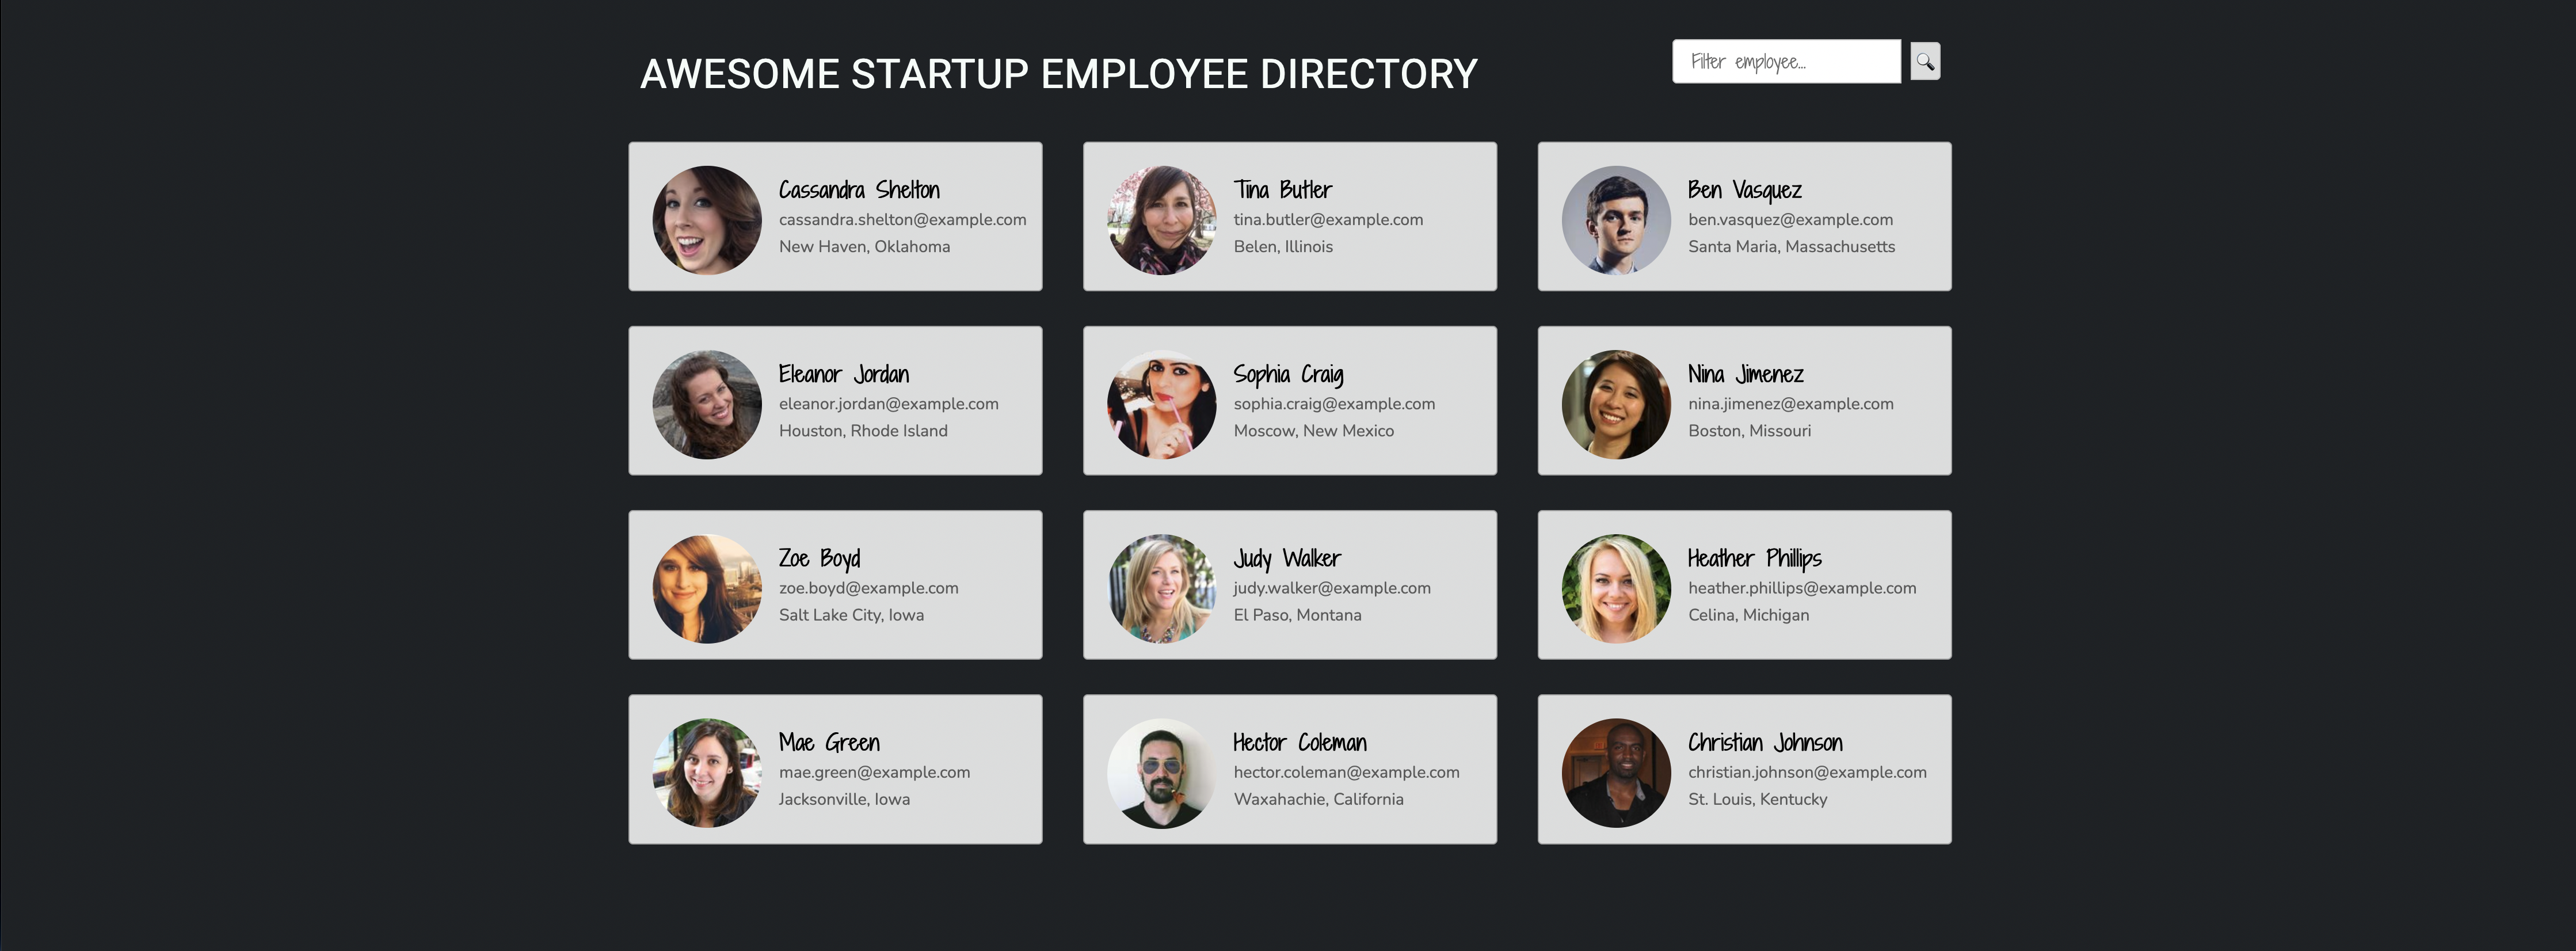 AWESOME STARTUP EMPLOYEE DIRECTORY
Filter employee...
Cassandra Shelton
cassandra.shelton@example.com
New Haven, Oklahoma
Tina Butler
tina.butler@example.com
Belen, Illinois
Ben Vasquez
ben.vasquez@example.com
Santa Maria, Massachusetts
Eleanor Jordan
eleanor.jordan@example.com
Houston, Rhode Island
Sophia Craig
sophia.craig@example.com
Moscow, New Mexico
Nina Jimenez
nina.jimenez@example.com
Boston, Missouri
Zoe Boyd
zoe.boyd@example.com
Salt Lake City, Iowa
Judy Walker
judy.walker@example.com
El Paso, Montana
Heather Phillips
heather.phillips@example.com
Celina, Michigan
Mae Green
mae.green@example.com
Jacksonville, Iowa
Hector Coleman
hector.coleman@example.com
Waxahachie, California
Christian Johnson
christian.johnson@example.com
St. Louis, Kentucky